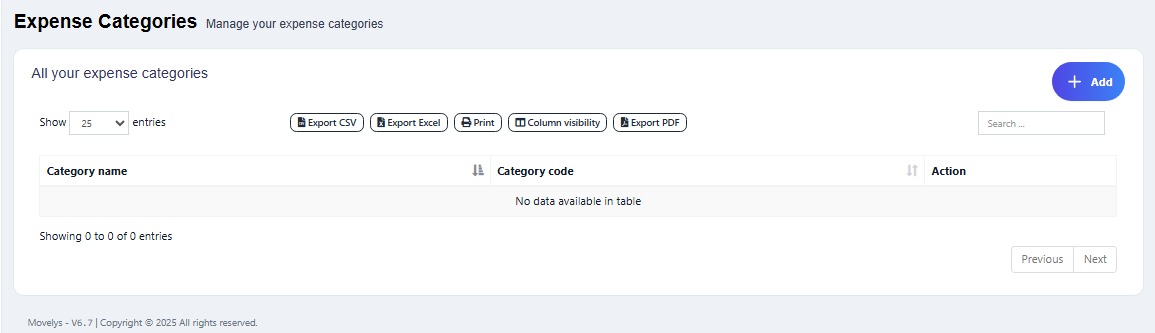 Expense Categories Manage your expense categories
All your expense categories
+ Add
Show 25 entries Export CSV Export Excel Print Column visibility Export PDF Search ...
Category name Category code Action
No data available in table
Showing 0 to 0 of 0 entries
Previous Next
Movelys - V6.7 | Copyright © 2025 All rights reserved.